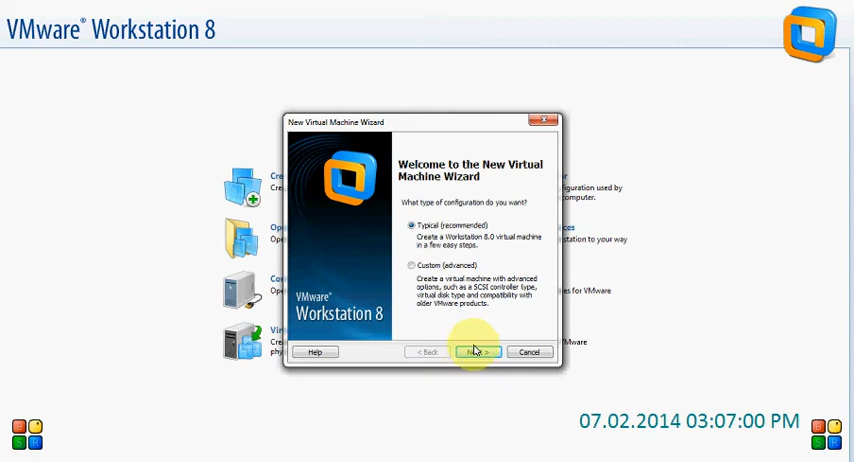 VMware® Workstation 8
New Virtual Machine Wizard
Welcome to the New Virtual
Machine Wizard
What type of configuration do you want?
Typical (recommended)
Create a Workstation 8.0 virtual machine
in a few easy steps.
Custom (advanced)
Create a virtual machine with advanced
options, such as a SCSI controller type,
virtual disk type and compatibility with
older VMware products.
VMware®
Workstation 8
Help
< Back
Cancel
figuration used by
computer.
station to your way
les for VMware
VMware
07.02.2014 03:07:00 PM
B
S R
B
S R